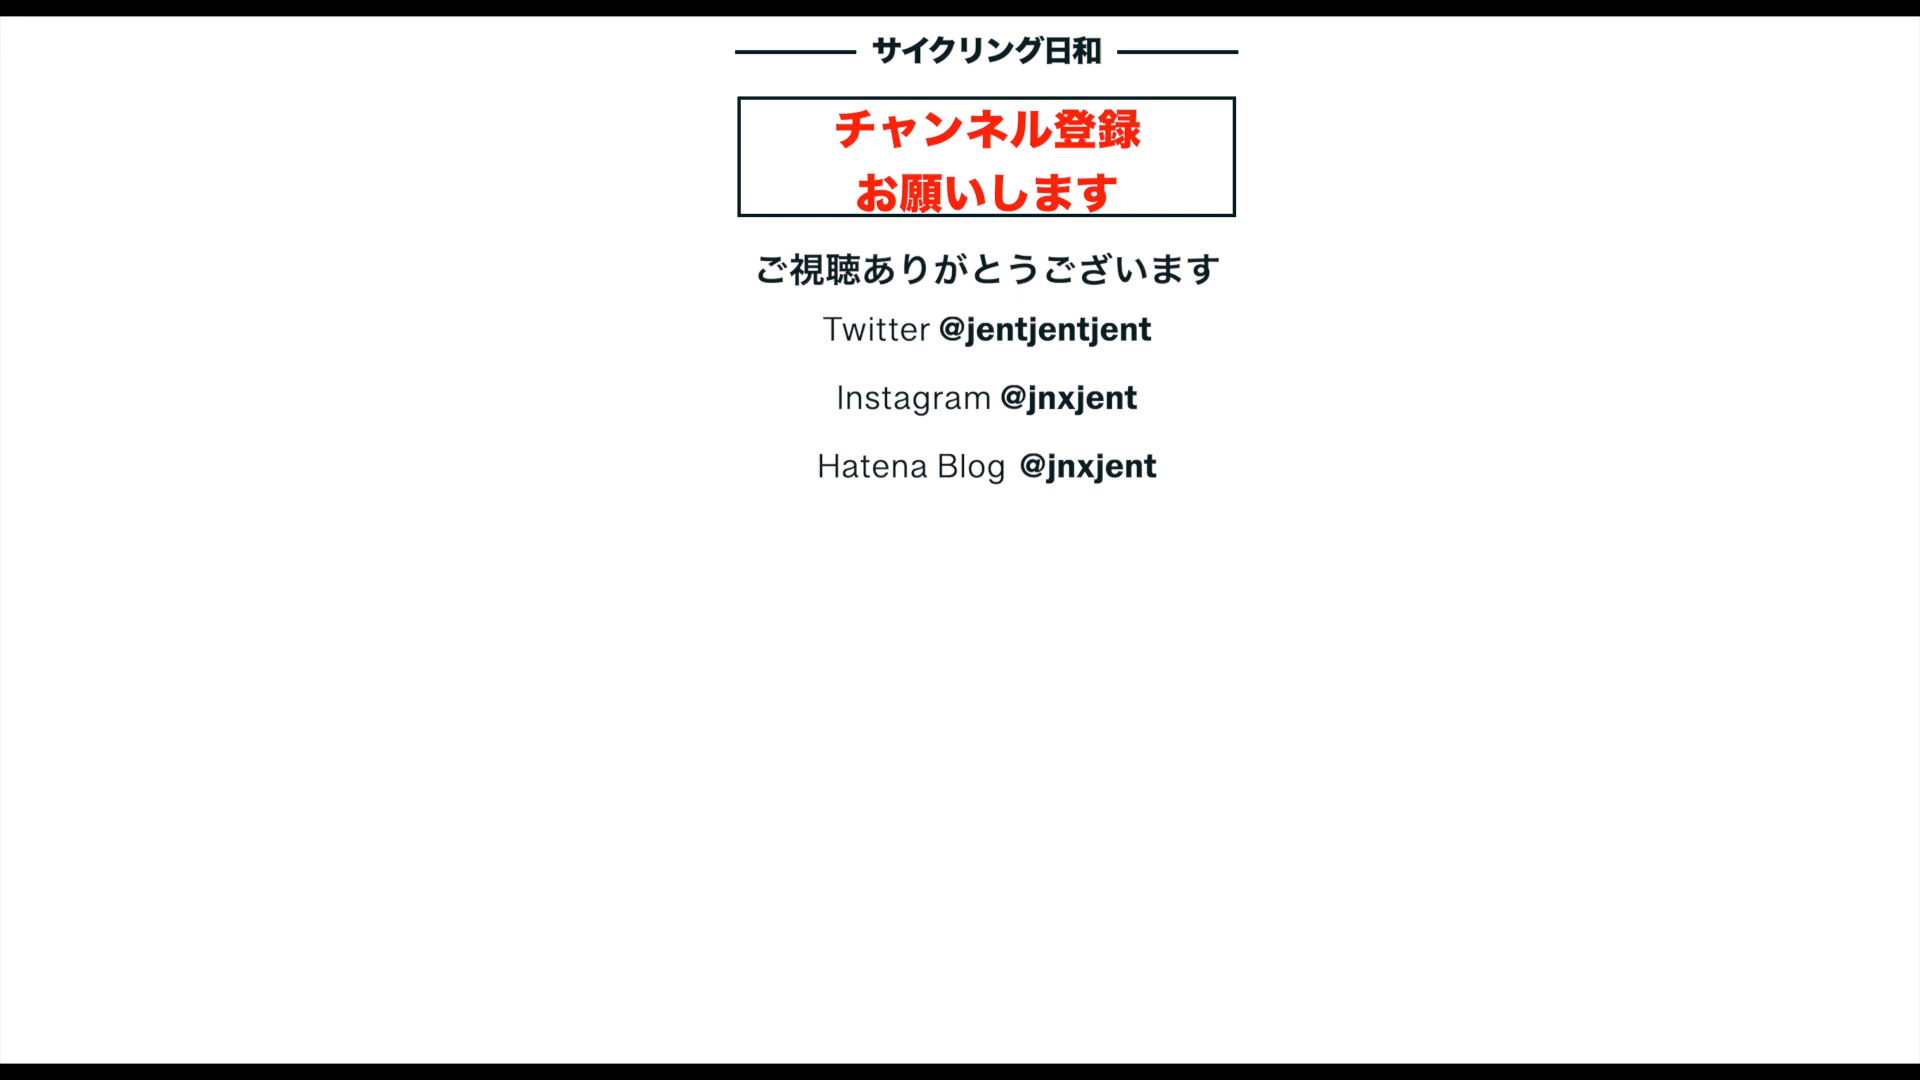 サイクリング日和
チャンネル登録
お願いします
ご視聴ありがとうございます
Twitter @jentjentjent
Instagram @jnxjent
Hatena Blog @jnxjent